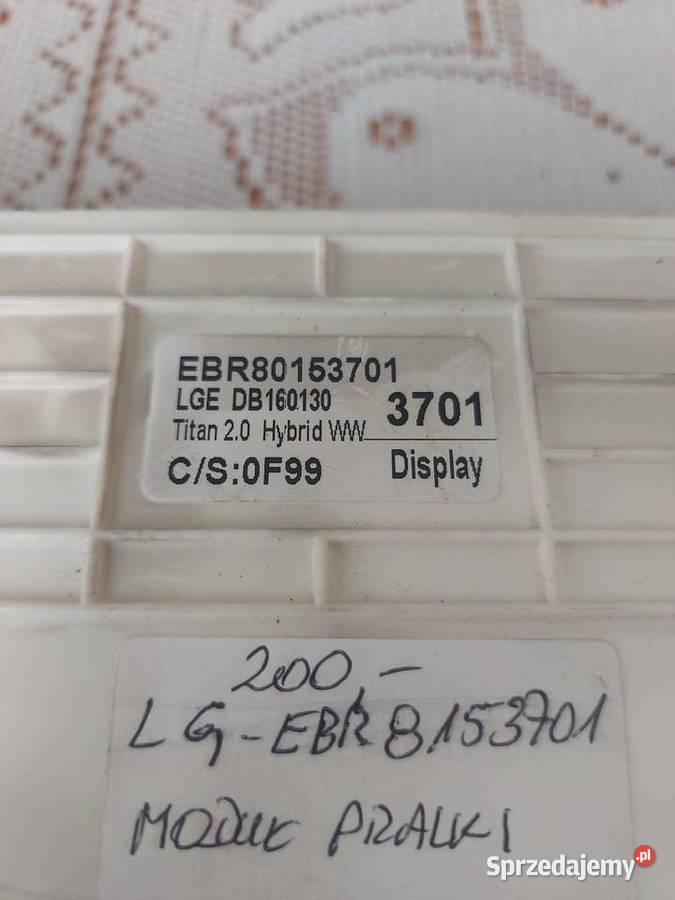 EBR80153701
LGE DB160130 3701
Titan 2.0 Hybrid WW
C/S:0F99 Display
200,-
LG-EBR8153701
MODUŁ PRALKI
Sprzedajemy.pl